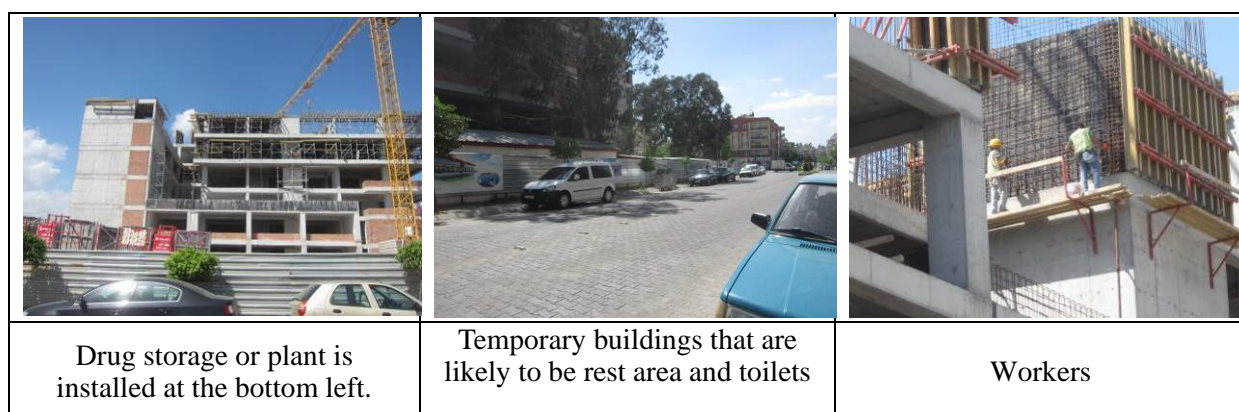 Drug storage or plant is
installed at the bottom left.
Temporary buildings that are
likely to be rest area and toilets
Workers